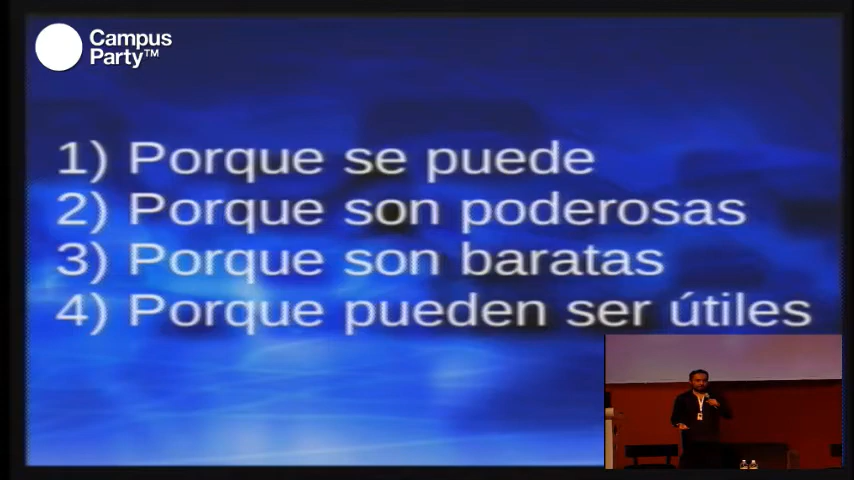 Campus
Party™
1) Porque se puede
2) Porque son poderosas
3) Porque son baratas
4) Porque pueden ser útiles